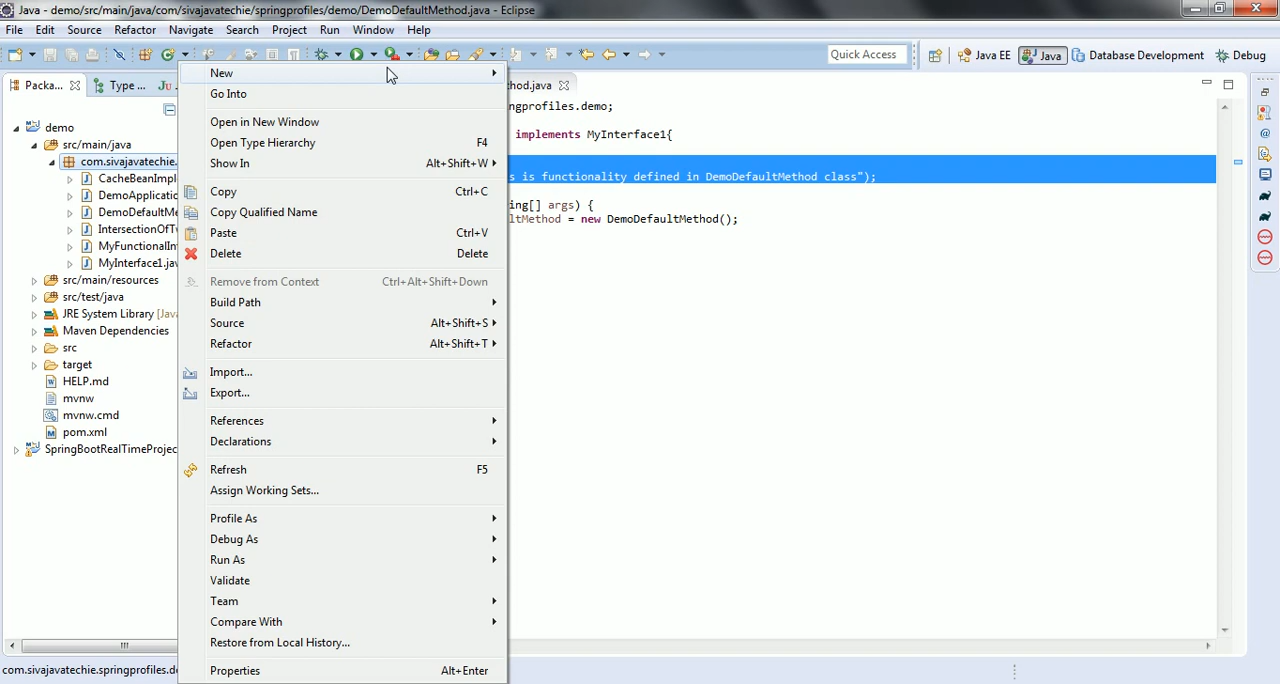 Java - demo/src/main/java/com/sivajavatechie/springprofiles/demo/DemoDefaultMethod.java - Eclipse
File Edit Source Refactor Navigate Search Project Run Window Help
Quick Access Java EE Java Database Development Debug
Packa... Type ... Ju
hod.java
demo
src/main/java
com.sivajavatechie.
CacheBeanImpl
DemoApplicatio
DemoDefaultMe
IntersectionOfTw
MyFunctionalInt
MyInterface1.jav
src/main/resources
src/test/java
JRE System Library [Java
Maven Dependencies
src
target
HELP.md
mvnw
mvnw.cmd
pom.xml
SpringBootRealTimeProjec
New
Go Into
Open in New Window
Open Type Hierarchy F4
Show In Alt+Shift+W
Copy Ctrl+C
Copy Qualified Name
Paste Ctrl+V
Delete Delete
Remove from Context Ctrl+Alt+Shift+Down
Build Path
Source Alt+Shift+S
Refactor Alt+Shift+T
Import...
Export...
References
Declarations
Refresh F5
Assign Working Sets...
Profile As
Debug As
Run As
Validate
Team
Compare With
Restore from Local History...
Properties Alt+Enter
ngprofiles.demo;
implements MyInterface1{
s is functionality defined in DemoDefaultMethod class");
ing[] args) {
ltMethod = new DemoDefaultMethod();
com.sivajavatechie.springprofiles.de